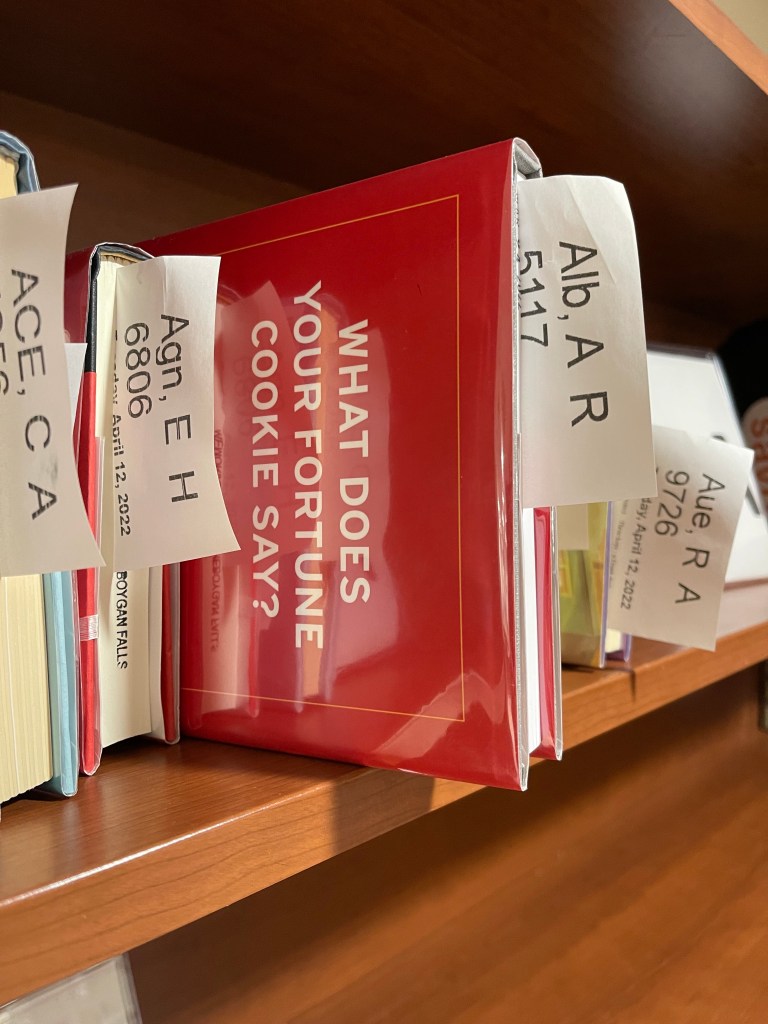 ACE, C A
Agn, E H
6806
April 12, 2022
BOYGAN FALLS
WHAT DOES
YOUR FORTUNE
COOKIE SAY?
Alb, A R
5117
Aue, R A
9726
April 12, 2022